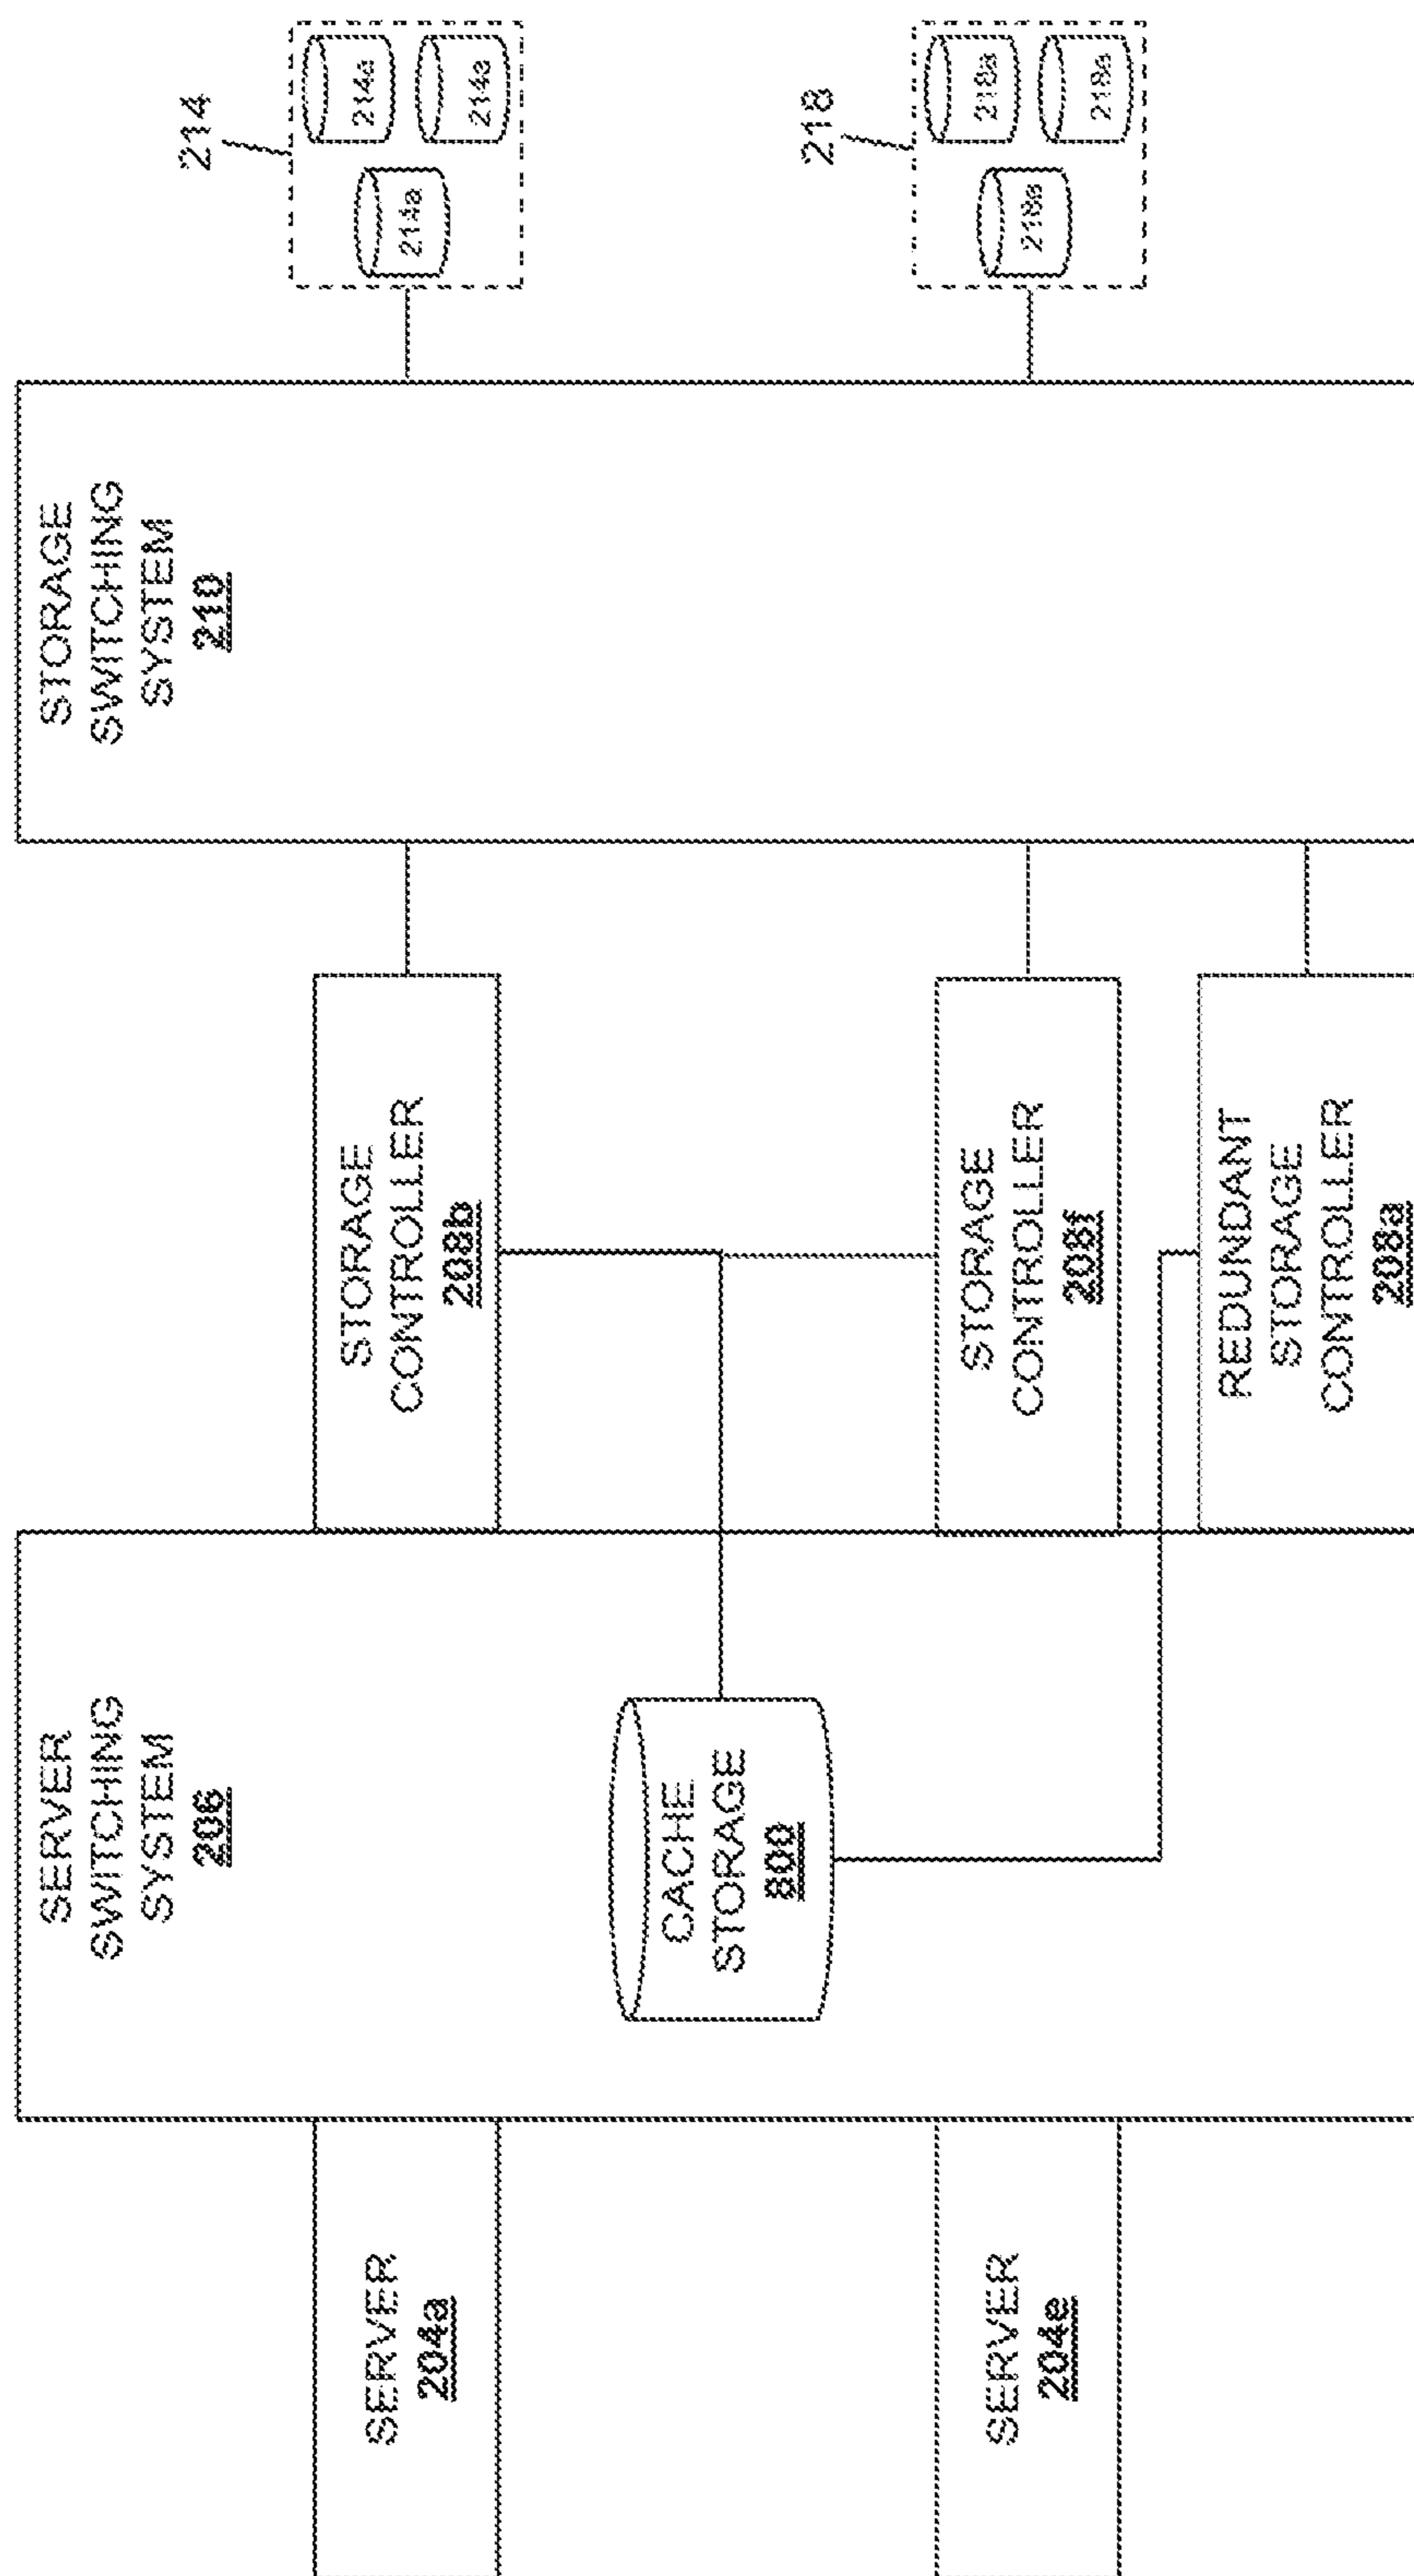 SERVER
204a
SERVER
204e
SERVER
SWITCHING
SYSTEM
206
CACHE
STORAGE
800
STORAGE
CONTROLLER
208b
STORAGE
CONTROLLER
208f
REDUNDANT
STORAGE
CONTROLLER
208a
STORAGE
SWITCHING
SYSTEM
210
214
214a
214a
214a
218
218a
218a
218a